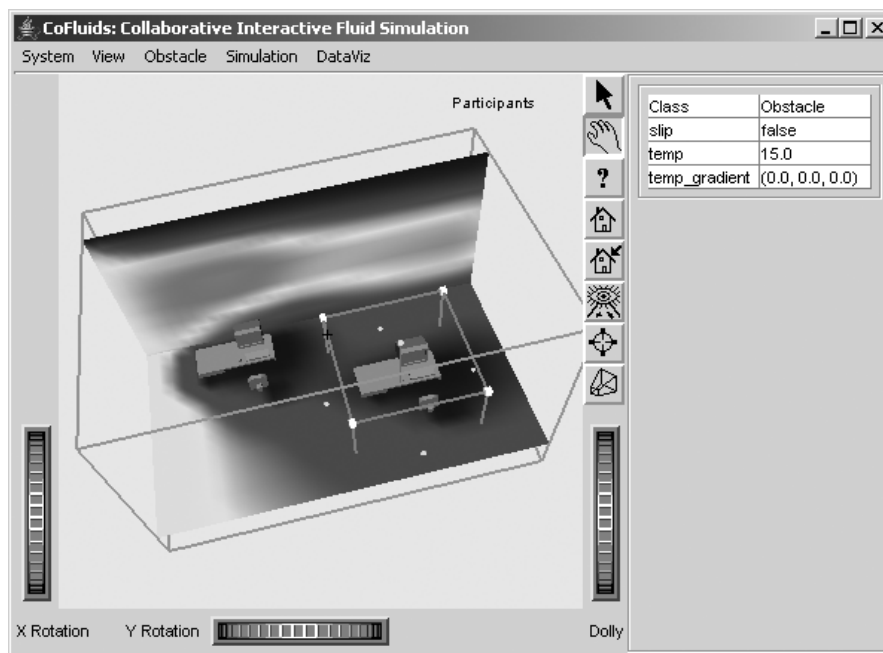 CoFluids: Collaborative Interactive Fluid Simulation
System View Obstacle Simulation DataViz
Participants
Class Obstacle
slip false
temp 15.0
temp_gradient (0.0, 0.0, 0.0)
?
X Rotation Y Rotation Dolly